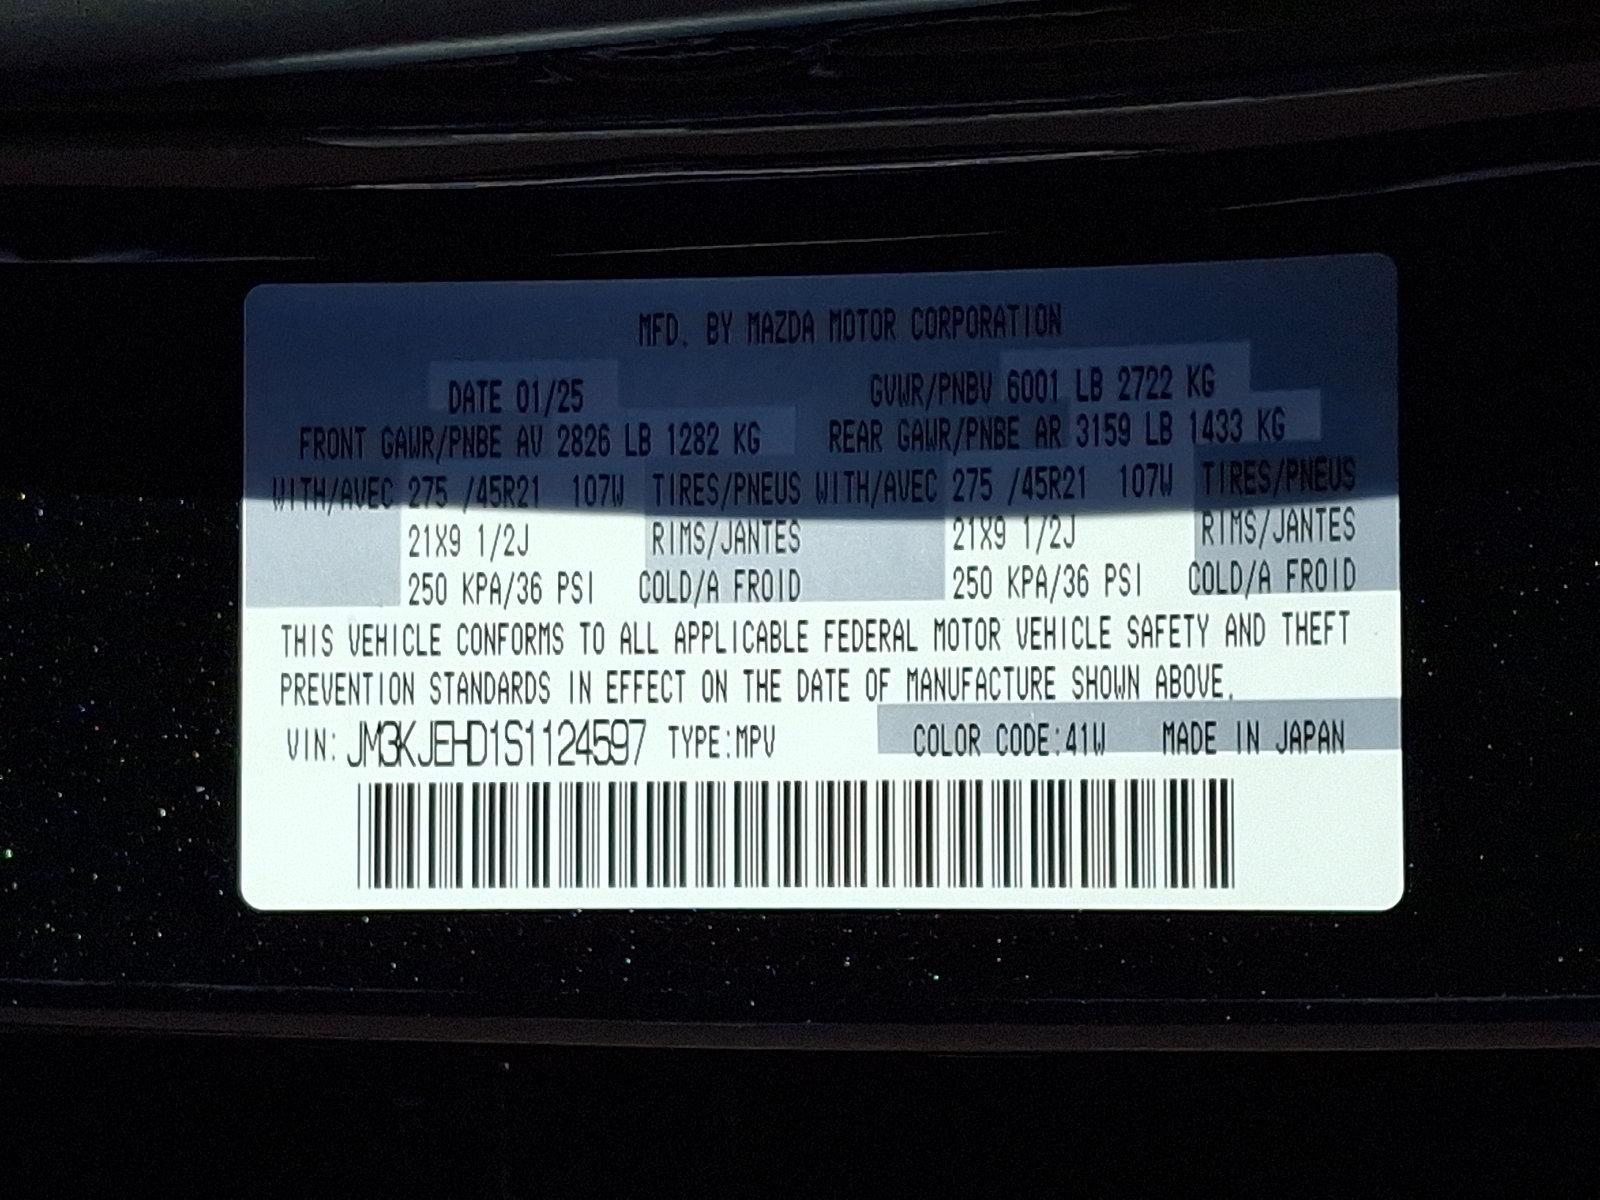 MFD. BY MAZDA MOTOR CORPORATION
DATE 01/25 GVWR/PNBV 6001 LB 2722 KG
FRONT GAWR/PNBE AV 2826 LB 1282 KG REAR GAWR/PNBE AR 3159 LB 1433 KG
WITH/AVEC 275 /45R21 107W TIRES/PNEUS WITH/AVEC 275 /45R21 107W TIRES/PNEUS
21X9 1/2J RIMS/JANTES 21X9 1/2J RIMS/JANTES
250 KPA/36 PSI COLD/A FROID 250 KPA/36 PSI COLD/A FROID
THIS VEHICLE CONFORMS TO ALL APPLICABLE FEDERAL MOTOR VEHICLE SAFETY AND THEFT
PREVENTION STANDARDS IN EFFECT ON THE DATE OF MANUFACTURE SHOWN ABOVE.
VIN: JM3KJEHD1S1124597 TYPE:MPV COLOR CODE:41W MADE IN JAPAN